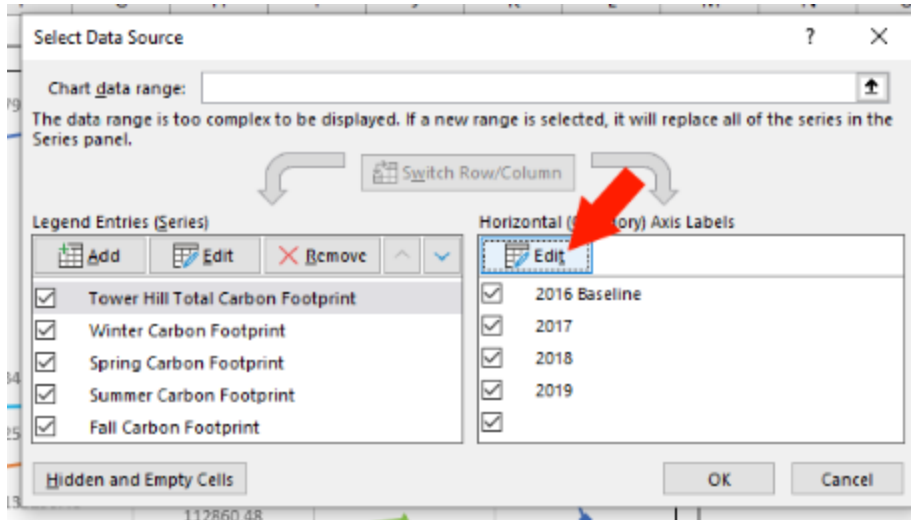 Select Data Source
?
Chart data range:
The data range is too complex to be displayed. If a new range is selected, it will replace all of the series in the
Series panel.
Switch Row/Column
Legend Entries (Series)
Horizontal ( ory) Axis Labels
Add Edit Remove
Edit
Tower Hill Total Carbon Footprint
2016 Baseline
Winter Carbon Footprint
2017
Spring Carbon Footprint
2018
Summer Carbon Footprint
2019
Fall Carbon Footprint
Hidden and Empty Cells
OK Cancel
112860.48